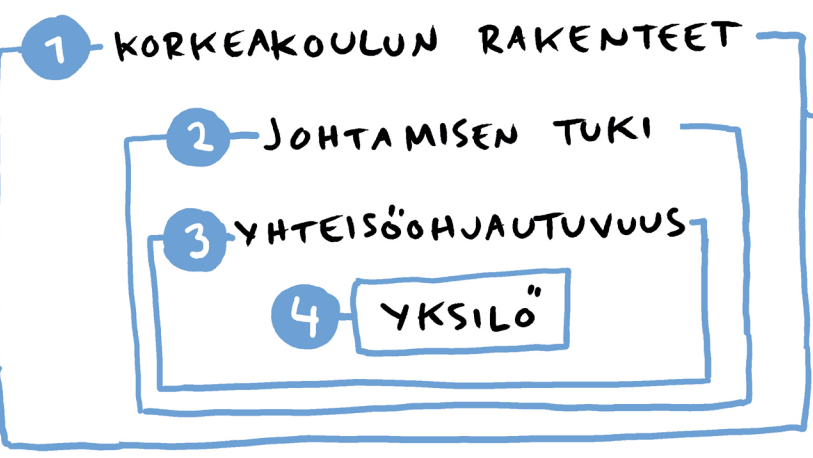 1 KORKEAKOULUN RAKENTEET
2 JOHTAMISEN TUKI
3 YHTEISÖOHJAUTUVUUS
4 YKSILÖ